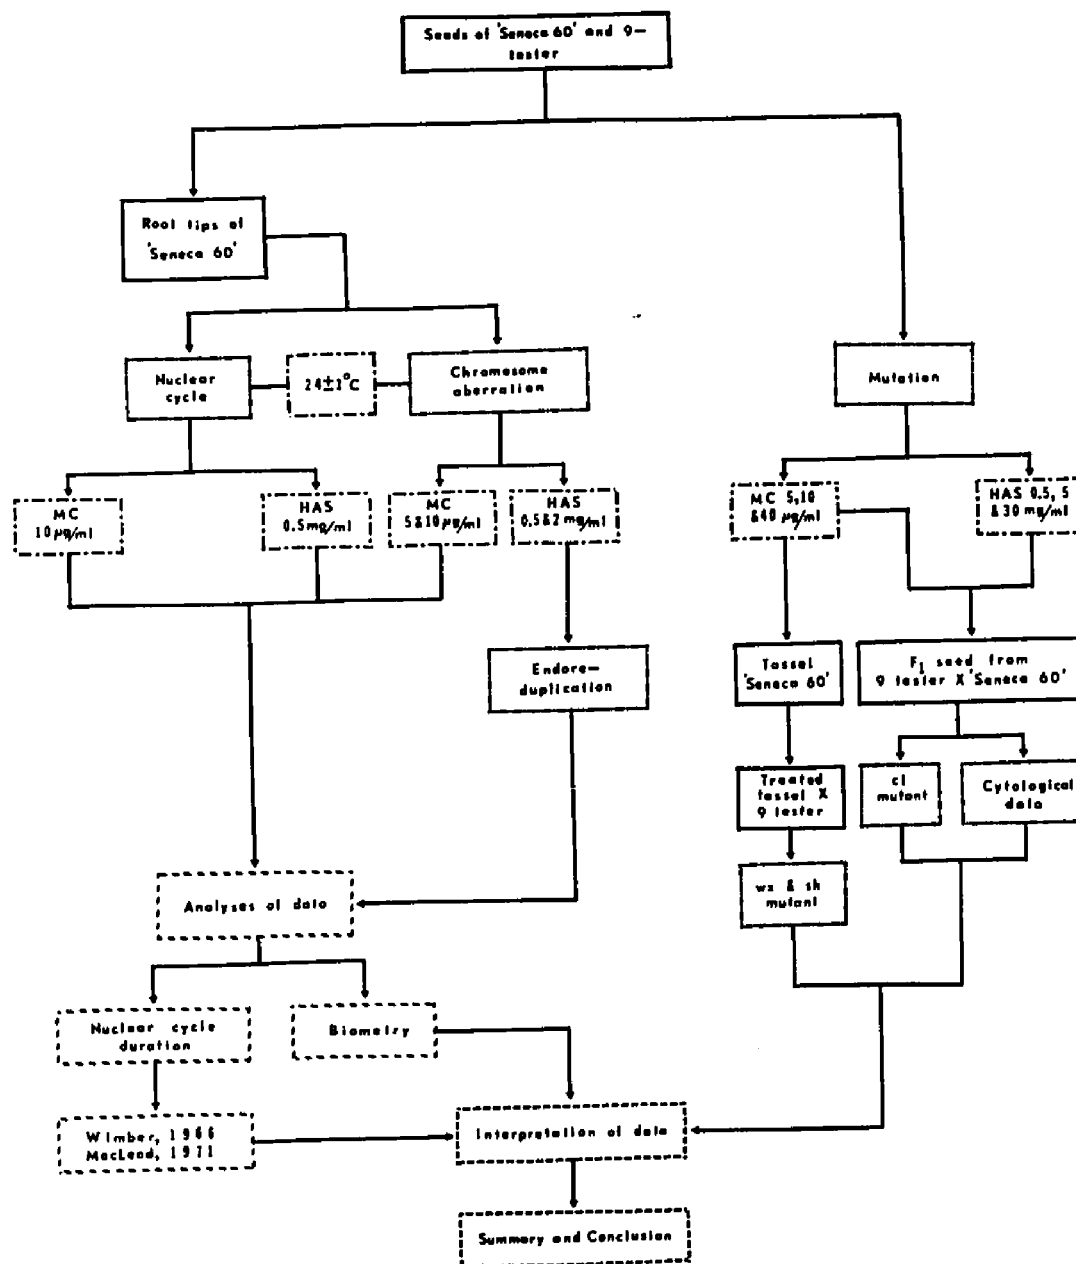 Seeds of 'Seneca 60' and 9-
tester
Root tips of
'Seneca 60'
Nuclear
cycle
24±1°C
Chromosome
aberration
Mutation
MC
10 µg/ml
HAS
0.5mg/ml
MC
5&10µg/ml
HAS
0.5&2 mg/ml
MC 5,10
&40 µg/ml
HAS 0.5, 5
&30 mg/ml
Endore-
duplication
Tassel
'Seneca 60'
F1 seed from
9 tester X 'Seneca 60'
Treated
tassel X
9 tester
cl
mutant
Cytological
data
wx & sh
mutant
Analyses of data
Nuclear cycle
duration
Biometry
Wimber, 1966
MacLeod, 1971
Interpretation of data
Summary and Conclusion